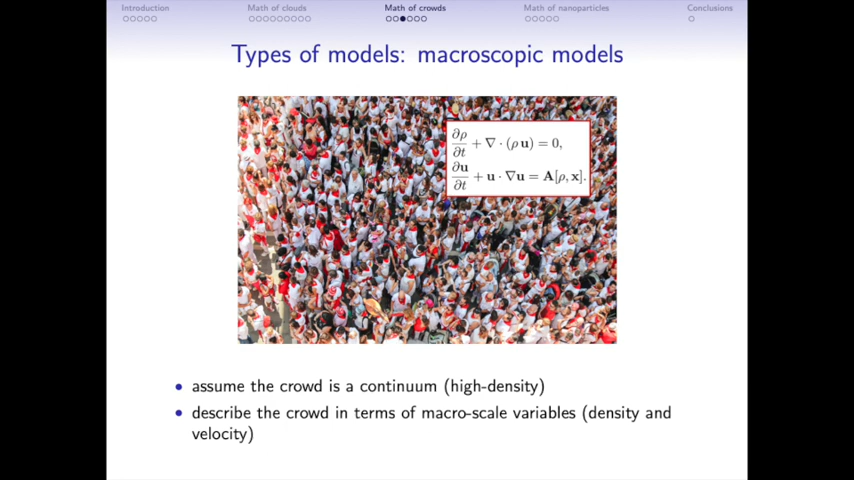 Introduction Math of clouds Math of crowds Math of nanoparticles Conclusions
Types of models: macroscopic models
∂ρ/∂t + ∇ · (ρ u) = 0,
∂u/∂t + u · ∇u = A[ρ, x].
• assume the crowd is a continuum (high-density)
• describe the crowd in terms of macro-scale variables (density and
velocity)